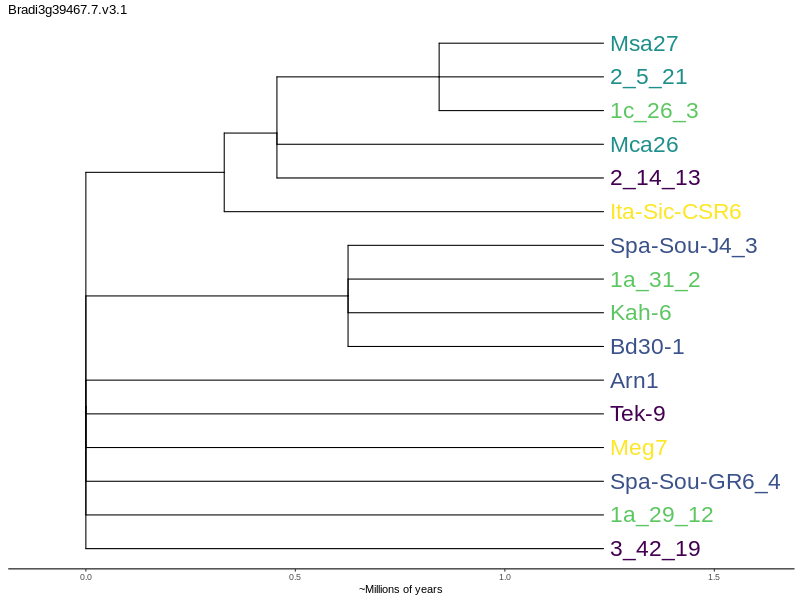 Bradi3g39467.7.v3.1
Msa27
2_5_21
1c_26_3
Mca26
2_14_13
Ita-Sic-CSR6
Spa-Sou-J4_3
1a_31_2
Kah-6
Bd30-1
Arn1
Tek-9
Meg7
Spa-Sou-GR6_4
1a_29_12
3_42_19
0.0 0.5 1.0 1.5
~Millions of years